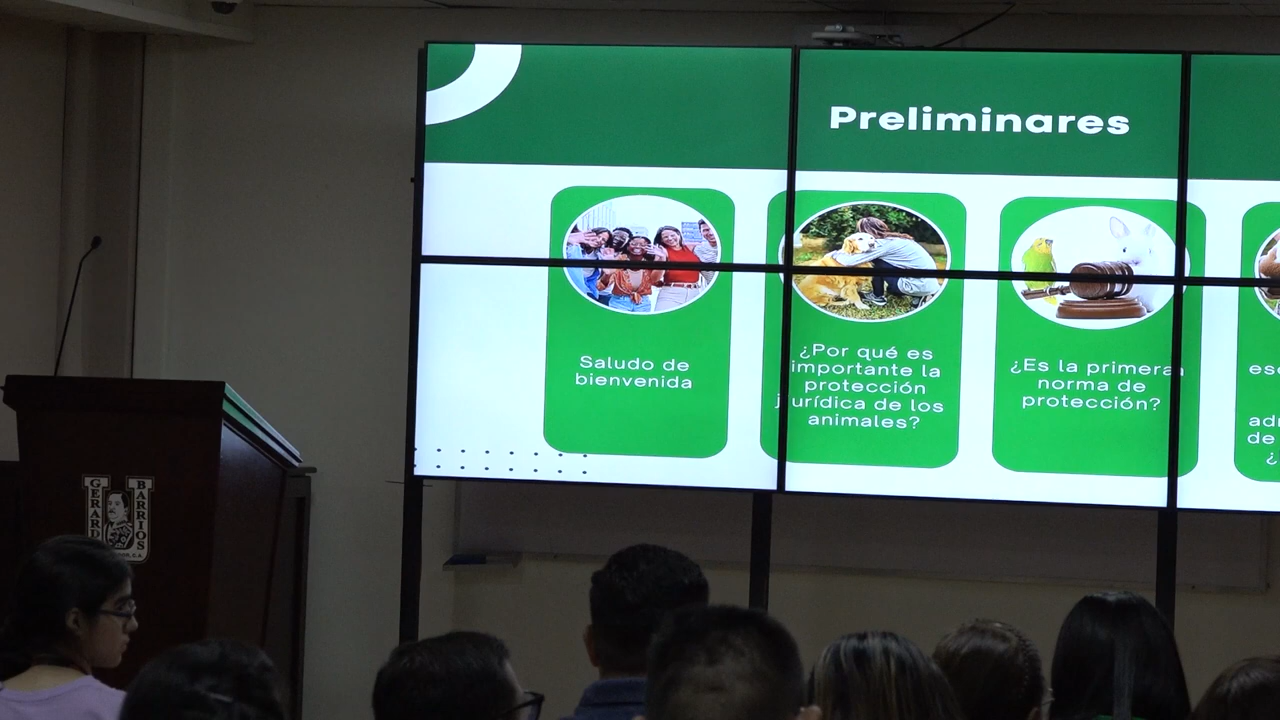 Preliminares
Saludo de
bienvenida
¿Por qué es
importante la
protección
jurídica de los
animales?
¿Es la primera
norma de
protección?
GERARD
BARRIOS